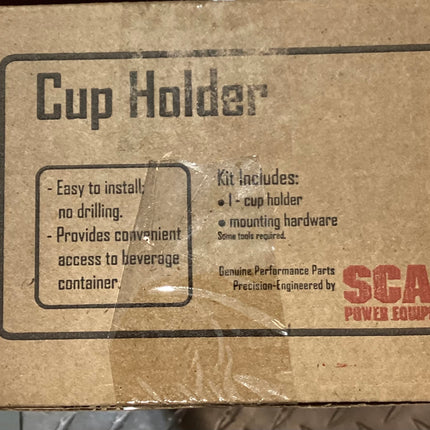 Cup Holder
- Easy to install;
no drilling.
- Provides convenient
access to beverage
container.
Kit Includes:
• 1 - cup holder
• mounting hardware
Some tools required.
Genuine Performance Parts
Precision-Engineered by
SCA
POWER EQUIP